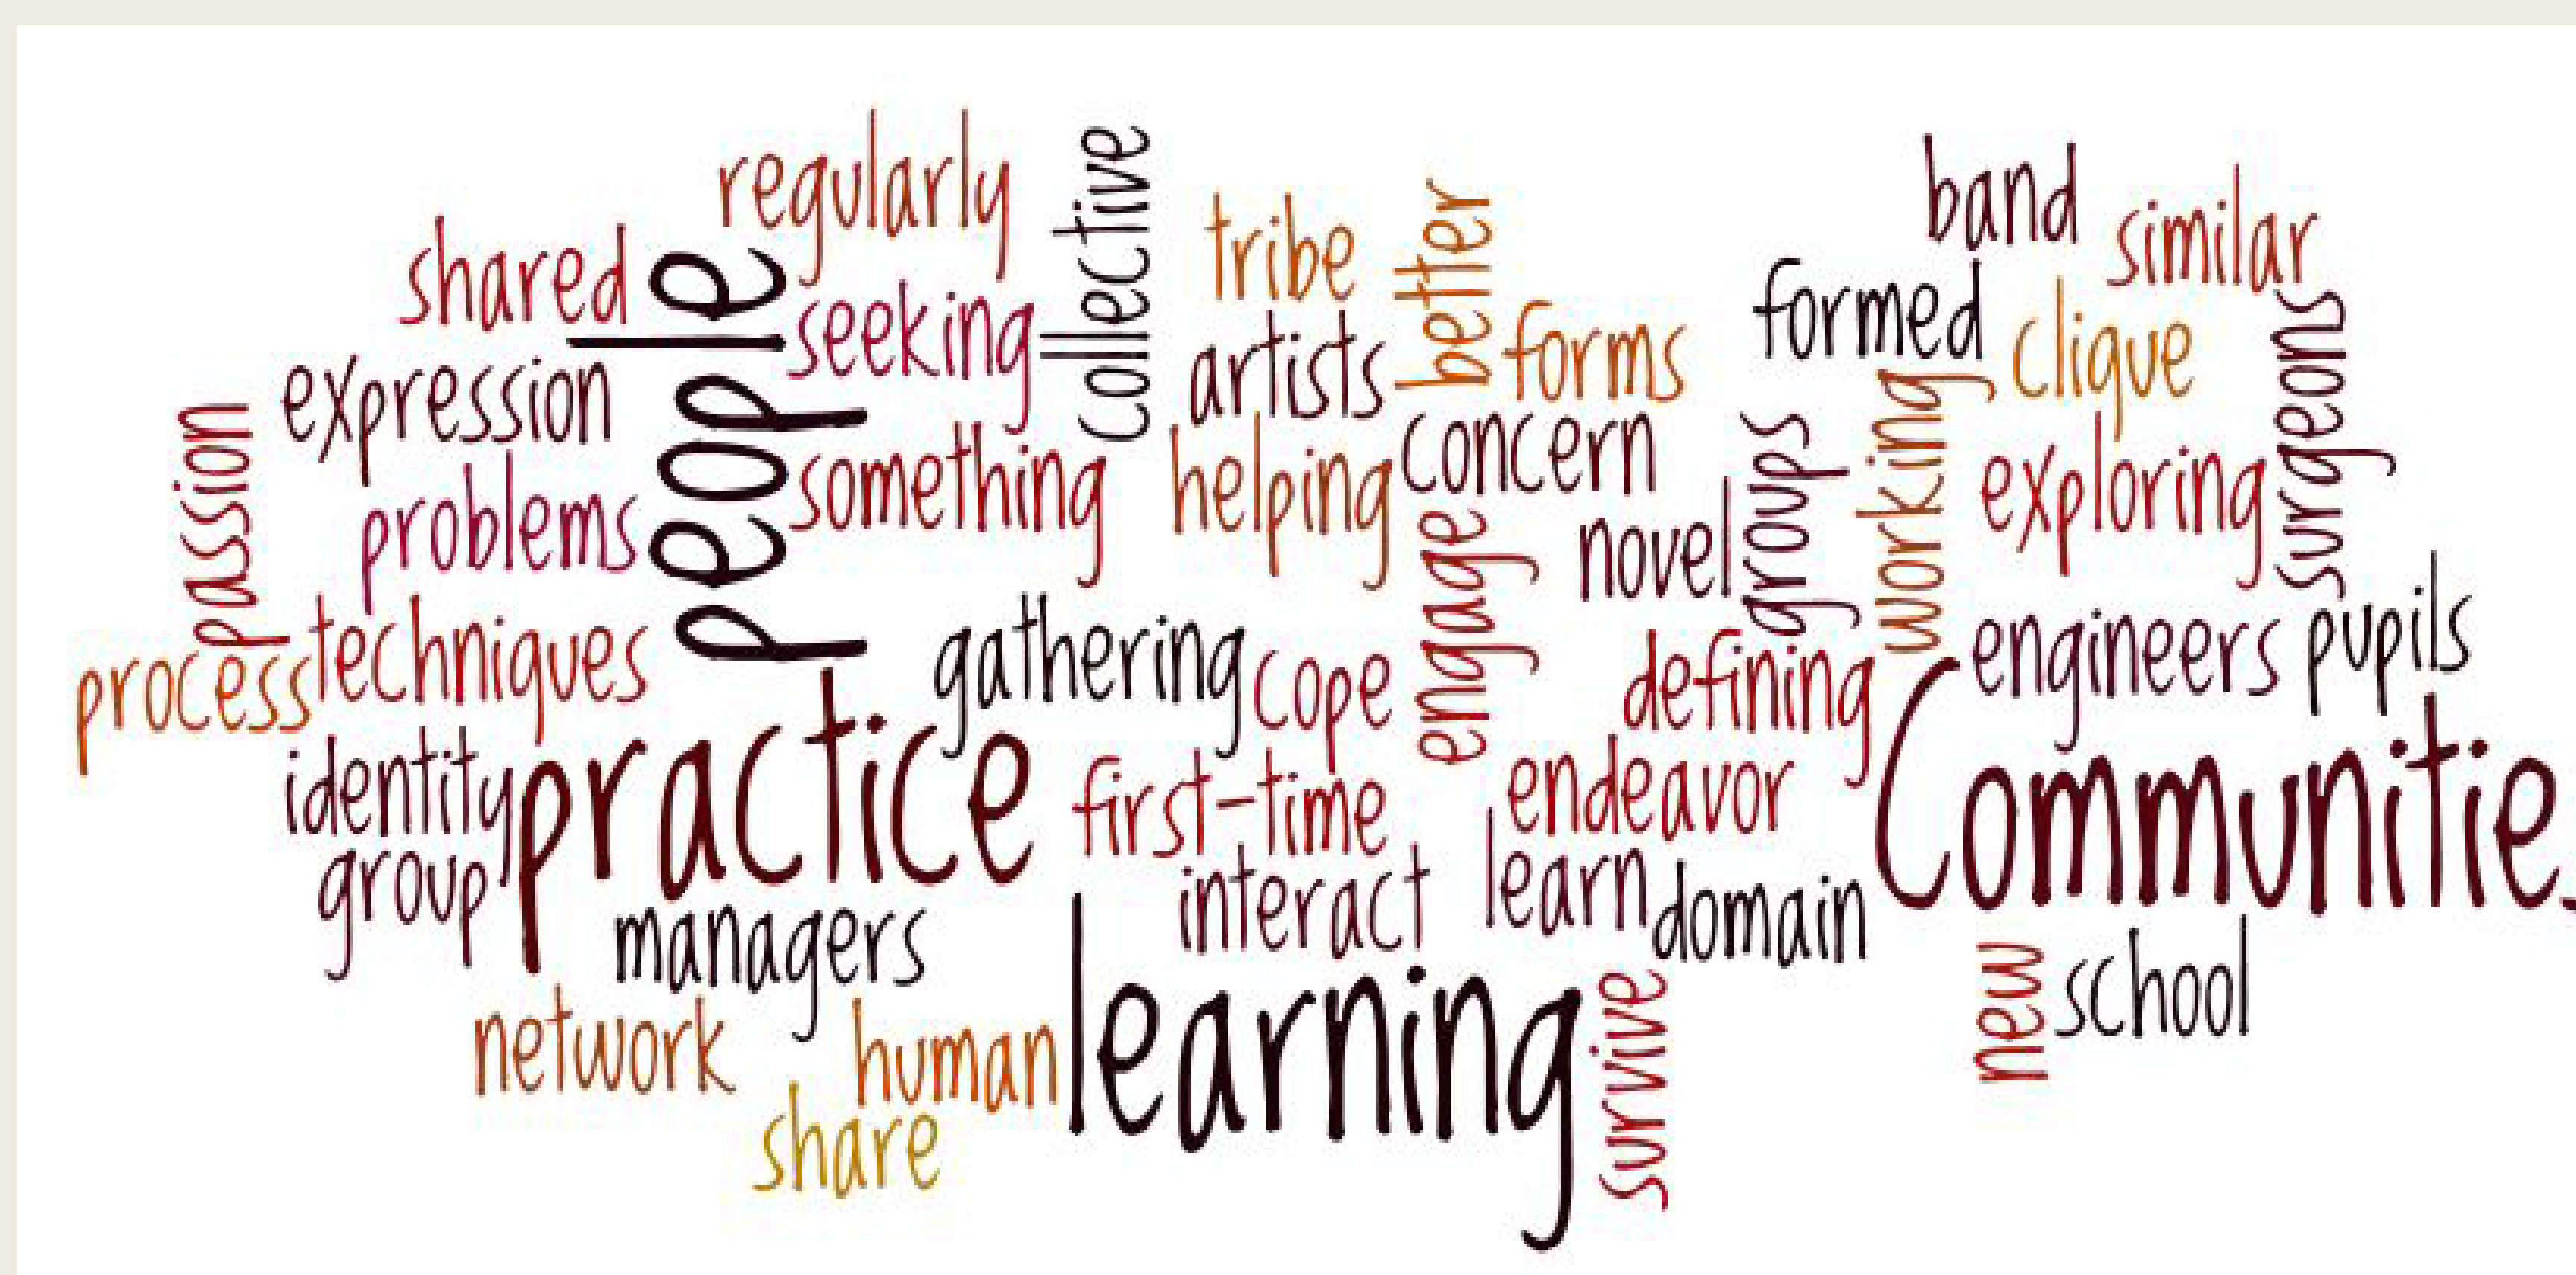 regularly
collective
band
similar
tribe
better
shared
people
seeking
artists
forms
formed
clique
surgeons
expression
passion
something
helping
concern
groups
working
exploring
problems
engage
novel
process
techniques
gathering
cope
defining
engineers
pupils
identity
practice
first-time
endeavor
Communitie
group
managers
interact
learn
domain
network
human
learning
survive
new
school
share